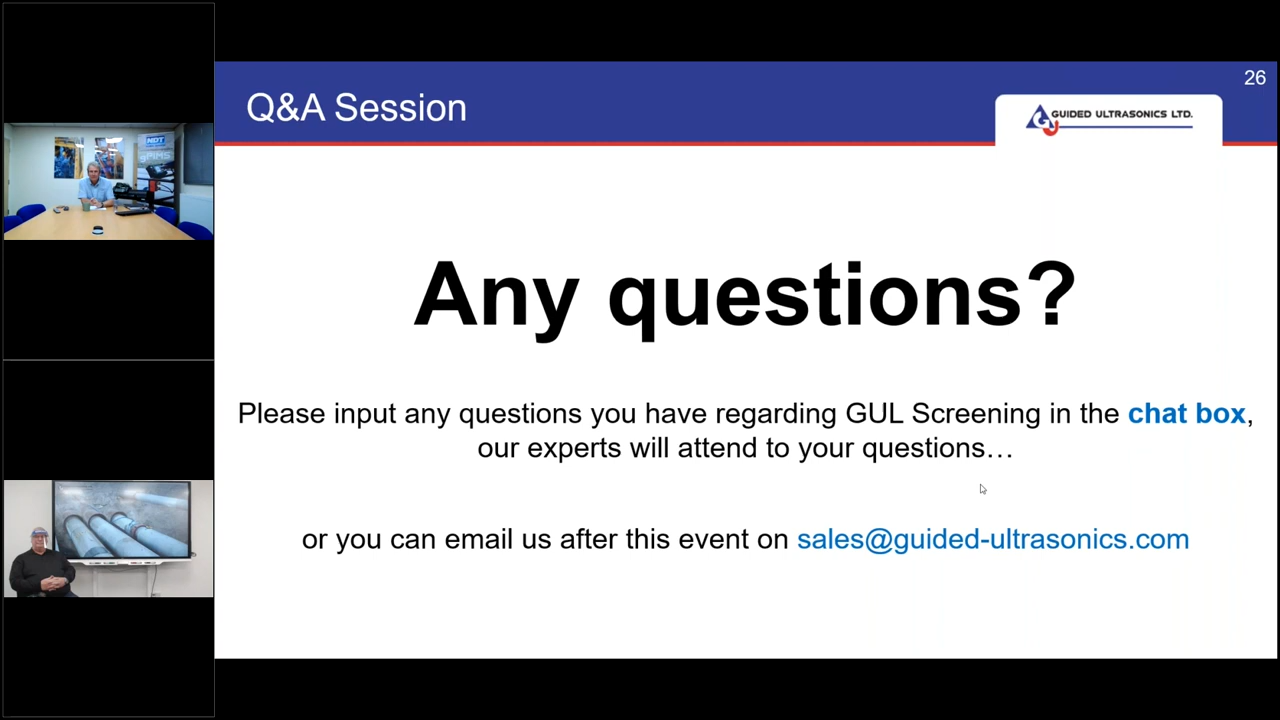 Q&A Session
26
GUIDED ULTRASONICS LTD.
Any questions?
Please input any questions you have regarding GUL Screening in the chat box,
our experts will attend to your questions…
or you can email us after this event on sales@guided-ultrasonics.com
NDT